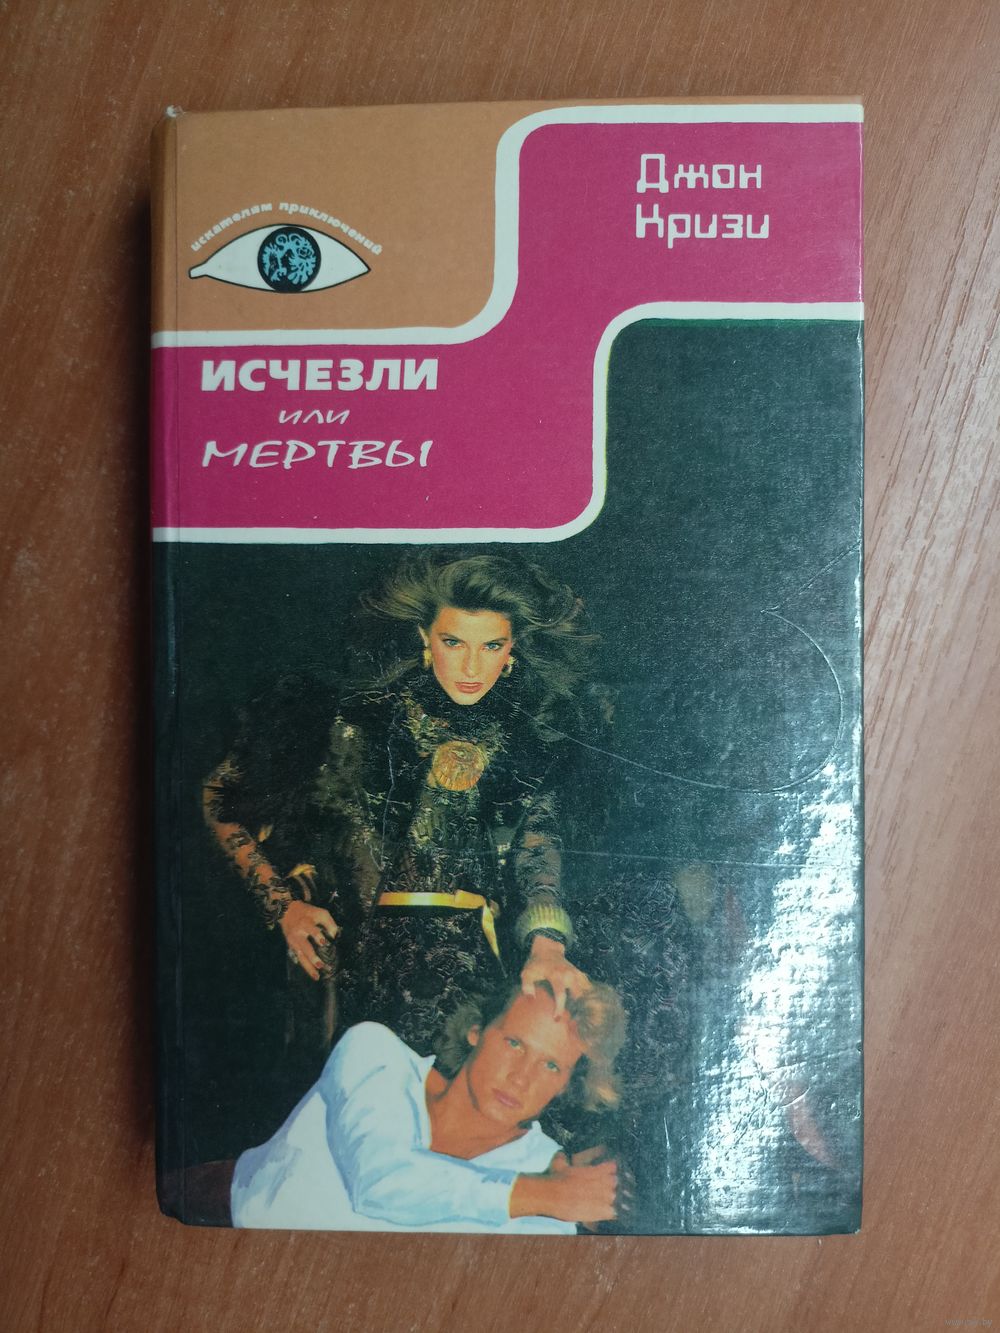 искателям приключений
Джон
Кризи
ИСЧЕЗЛИ
или
МЕРТВЫ